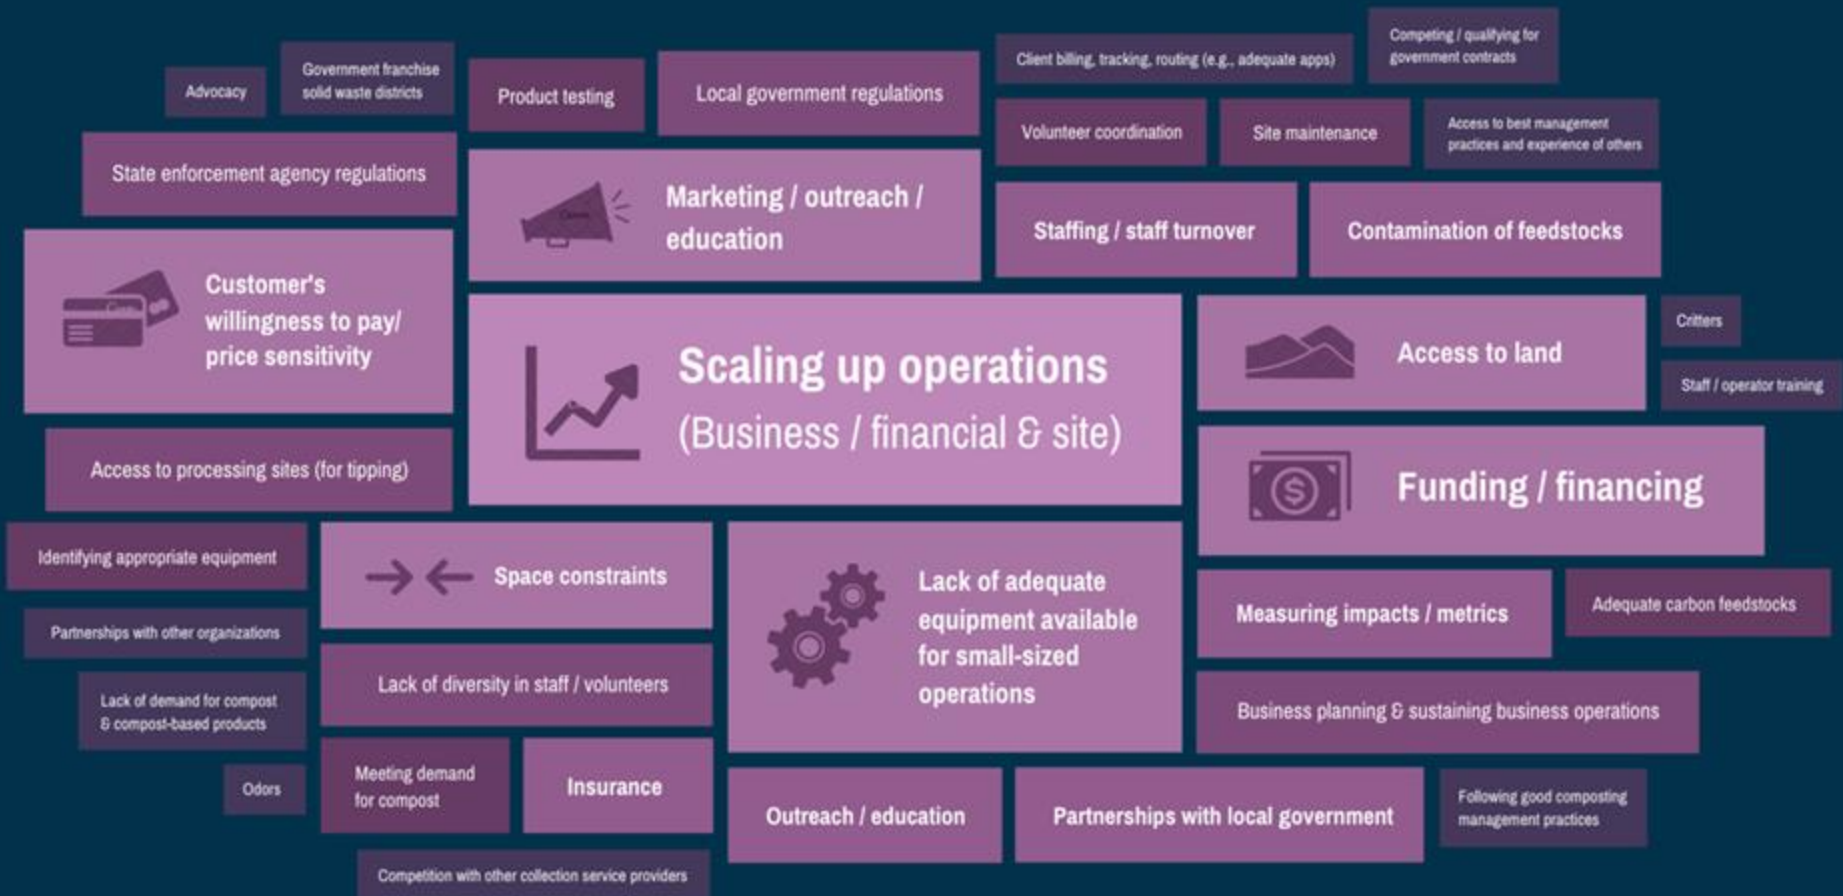 Advocacy
Government franchise
solid waste districts
Product testing
Local government regulations
Client billing, tracking, routing (e.g., adequate apps)
Competing / qualifying for
government contracts
Volunteer coordination
Site maintenance
Access to best management
practices and experience of others
State enforcement agency regulations
Marketing / outreach /
education
Staffing / staff turnover
Contamination of feedstocks
Customer's
willingness to pay/
price sensitivity
Scaling up operations
(Business / financial & site)
Access to land
Critters
Staff / operator training
Access to processing sites (for tipping)
Funding / financing
Identifying appropriate equipment
Space constraints
Lack of adequate
equipment available
for small-sized
operations
Measuring impacts / metrics
Adequate carbon feedstocks
Partnerships with other organizations
Lack of diversity in staff / volunteers
Lack of demand for compost
& compost-based products
Business planning & sustaining business operations
Odors
Meeting demand
for compost
Insurance
Outreach / education
Partnerships with local government
Following good composting
management practices
Competition with other collection service providers